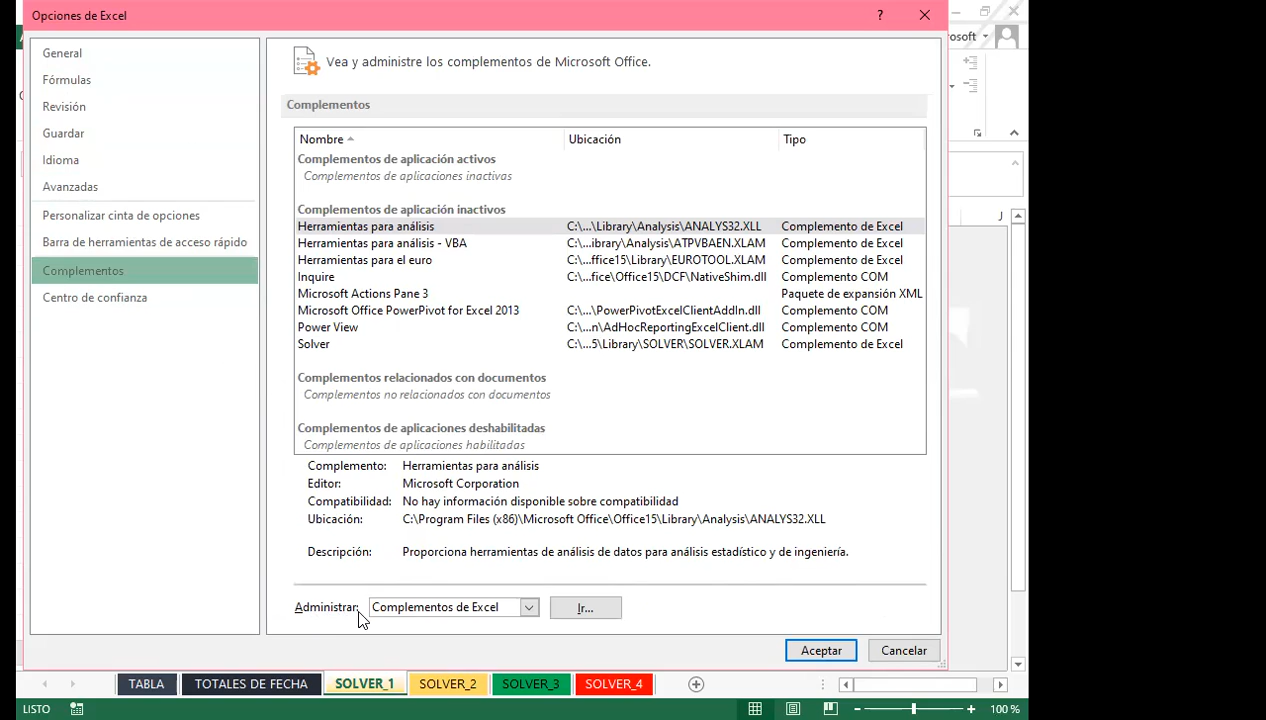 Opciones de Excel
?
osoft
General
Fórmulas
Revisión
Guardar
Idioma
Avanzadas
Personalizar cinta de opciones
Barra de herramientas de acceso rápido
Complementos
Centro de confianza
Vea y administre los complementos de Microsoft Office.
Complementos
Nombre Ubicación Tipo
Complementos de aplicación activos
Complementos de aplicaciones inactivas
Complementos de aplicación inactivos
Herramientas para análisis C:\...\Library\Analysis\ANALYS32.XLL Complemento de Excel
Herramientas para análisis - VBA C:\...ibrary\Analysis\ATPVBAEN.XLAM Complemento de Excel
Herramientas para el euro C:\...ffice15\Library\EUROTOOL.XLAM Complemento de Excel
Inquire C:\...fice\Office15\DCF\NativeShim.dll Complemento COM
Microsoft Actions Pane 3 Paquete de expansión XML
Microsoft Office PowerPivot for Excel 2013 C:\...\PowerPivotExcelClientAddIn.dll Complemento COM
Power View C:\...n\AdHocReportingExcelClient.dll Complemento COM
Solver C:\...5\Library\SOLVER\SOLVER.XLAM Complemento de Excel
Complementos relacionados con documentos
Complementos no relacionados con documentos
Complementos de aplicaciones deshabilitadas
Complementos de aplicaciones habilitadas
Complemento: Herramientas para análisis
Editor: Microsoft Corporation
Compatibilidad: No hay información disponible sobre compatibilidad
Ubicación: C:\Program Files (x86)\Microsoft Office\Office15\Library\Analysis\ANALYS32.XLL
Descripción: Proporciona herramientas de análisis de datos para análisis estadístico y de ingeniería.
Administrar: Complementos de Excel Ir...
Aceptar Cancelar
J
TABLA TOTALES DE FECHA SOLVER_1 SOLVER_2 SOLVER_3 SOLVER_4
LISTO 100 %